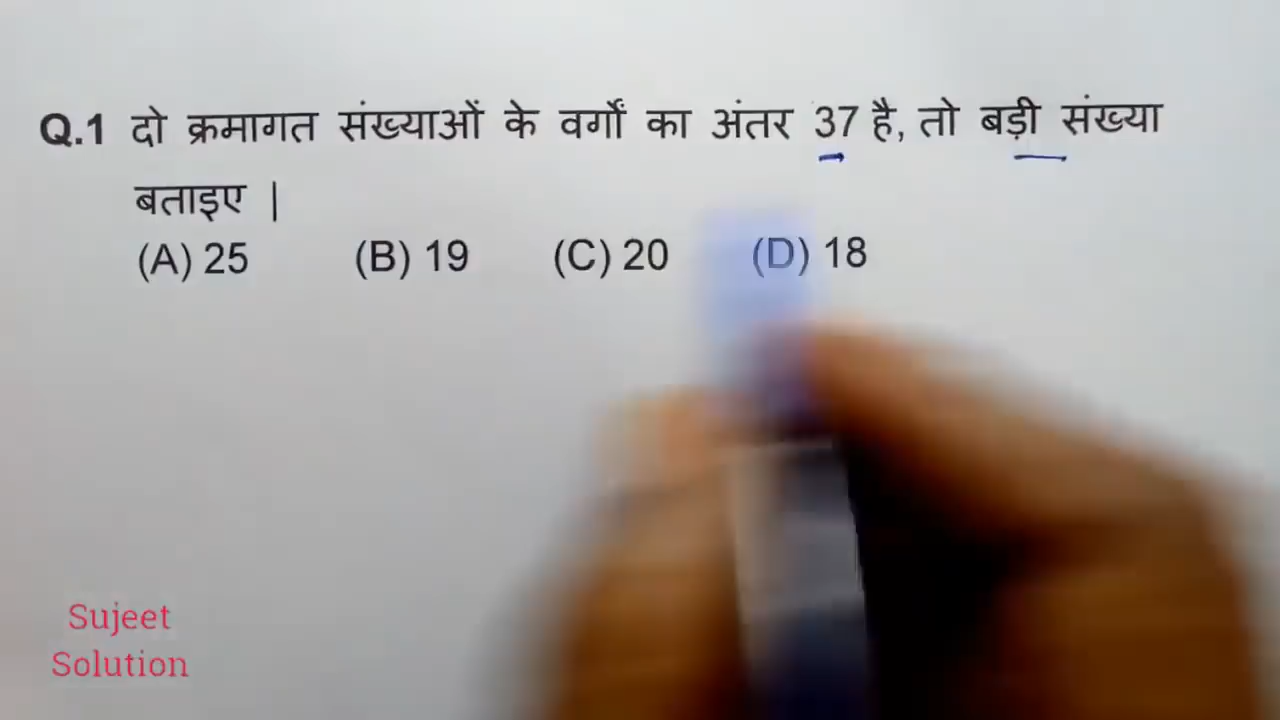 Q.1 दो क्रमागत संख्याओं के वर्गों का अंतर 37 है, तो बड़ी संख्या
बताइए |
(A) 25 (B) 19 (C) 20 (D) 18
Sujeet
Solution